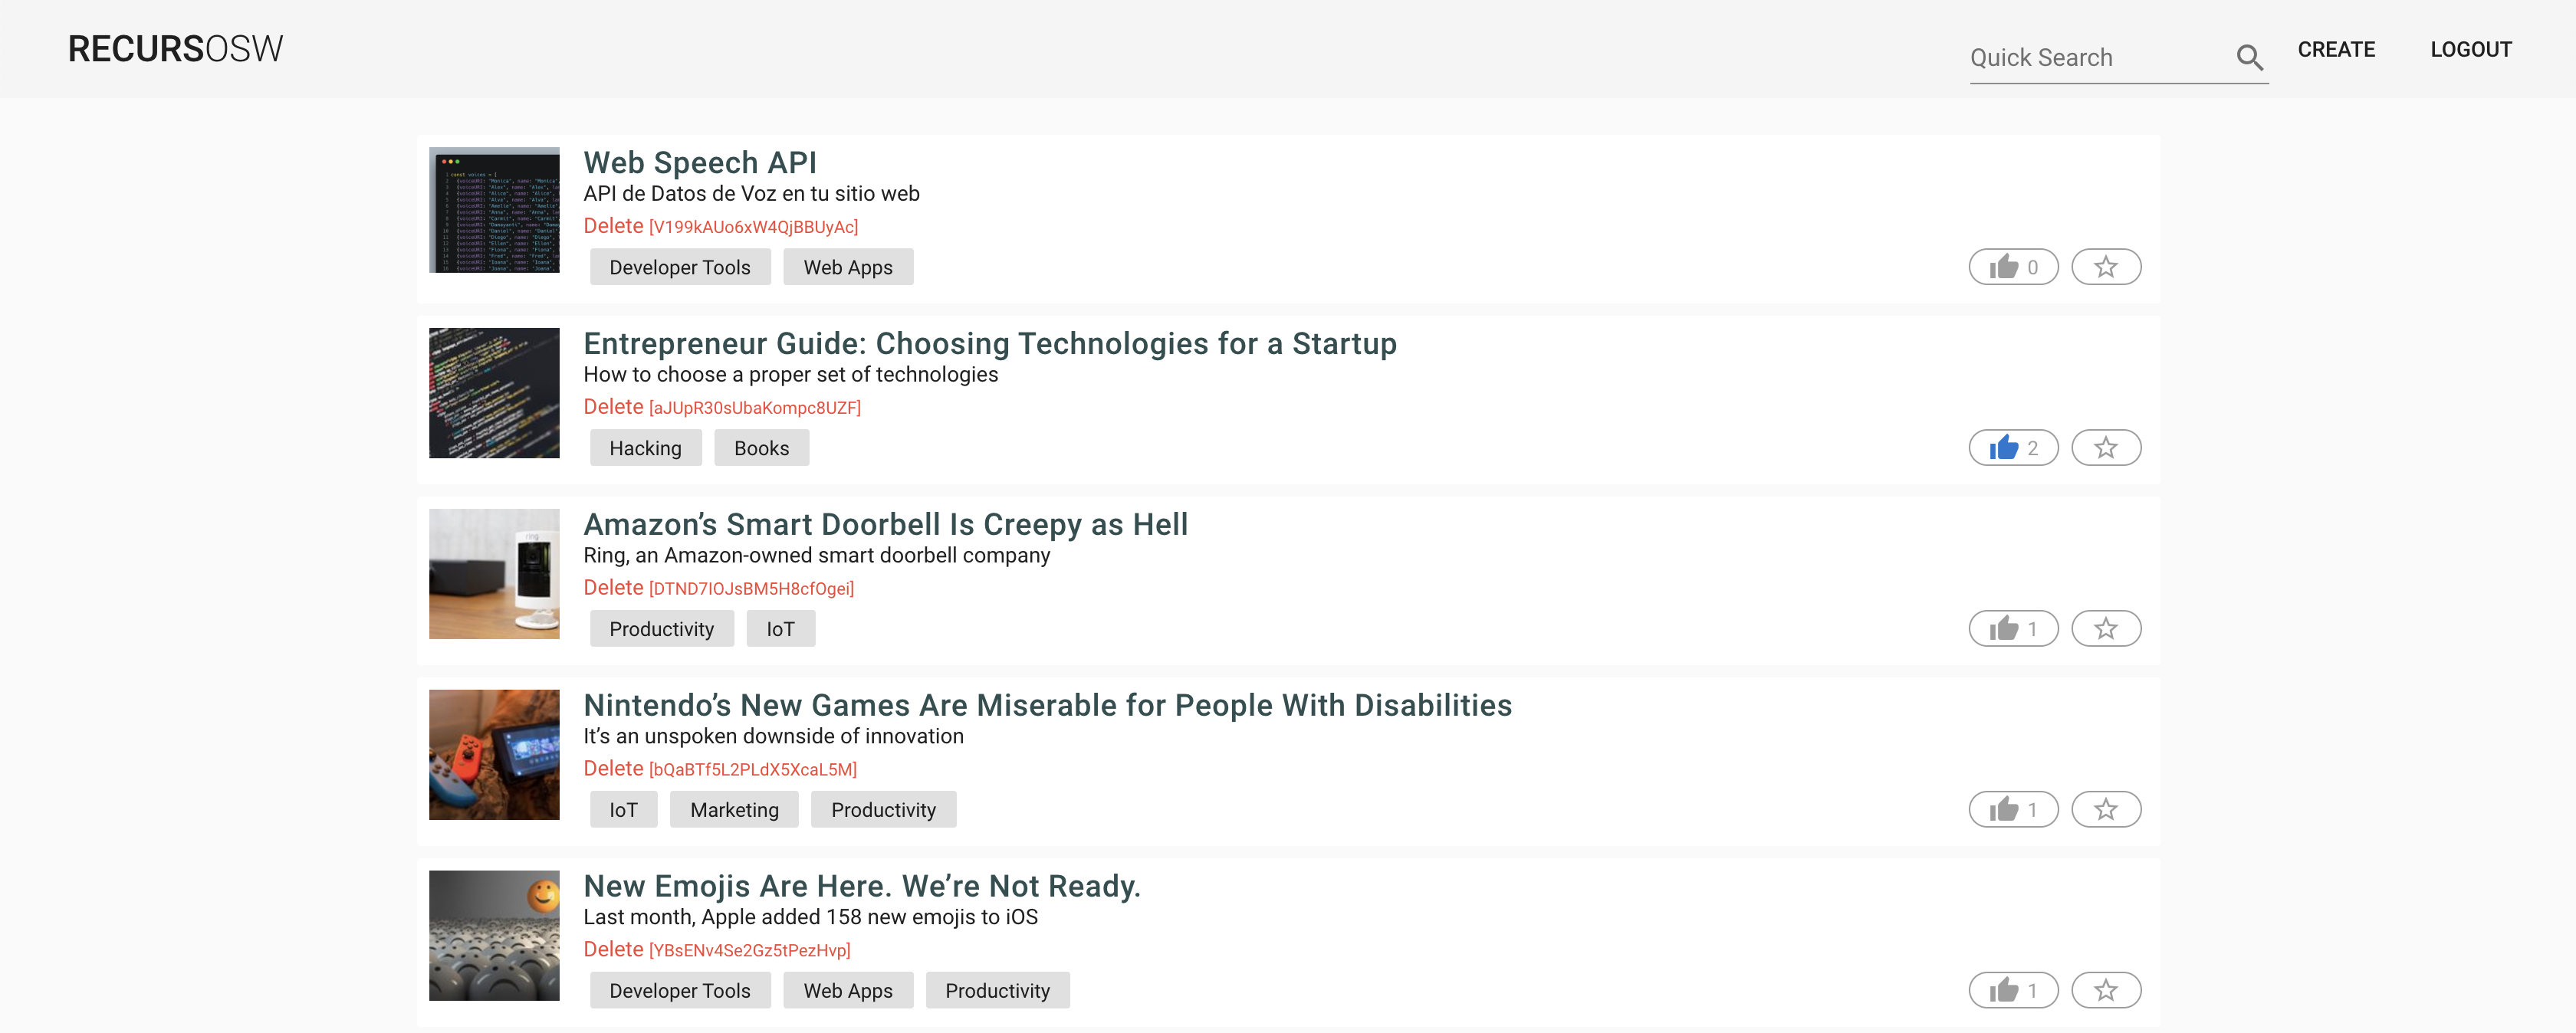 RECURSOSW
Quick Search
CREATE
LOGOUT
Web Speech API
API de Datos de Voz en tu sitio web
Delete [V199kAUo6xW4QjBBUyAc]
Developer Tools Web Apps
0
Entrepreneur Guide: Choosing Technologies for a Startup
How to choose a proper set of technologies
Delete [aJUpR30sUbaKompc8UZF]
Hacking Books
2
Amazon’s Smart Doorbell Is Creepy as Hell
Ring, an Amazon-owned smart doorbell company
Delete [DTND7IOJsBM5H8cfOgei]
Productivity IoT
1
Nintendo’s New Games Are Miserable for People With Disabilities
It’s an unspoken downside of innovation
Delete [bQaBTf5L2PLdX5XcaL5M]
IoT Marketing Productivity
1
New Emojis Are Here. We’re Not Ready.
Last month, Apple added 158 new emojis to iOS
Delete [YBsENv4Se2Gz5tPezHvp]
Developer Tools Web Apps Productivity
1